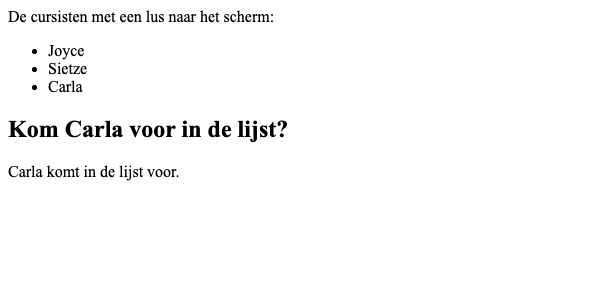 De cursisten met een lus naar het scherm:
• Joyce
• Sietze
• Carla
Kom Carla voor in de lijst?
Carla komt in de lijst voor.